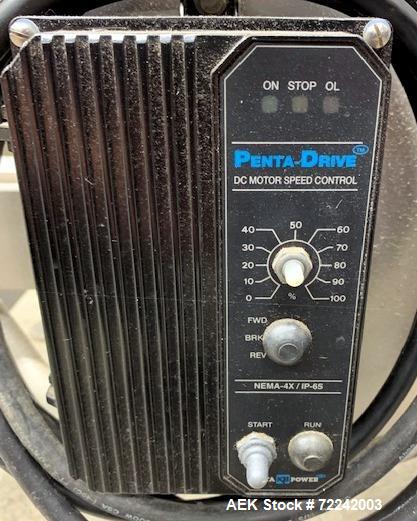 ON STOP OL
PENTA-DRIVE™
DC MOTOR SPEED CONTROL
50
40 60
30 70
20 80
10 90
0 % 100
FWD
BRK
REV
NEMA-4X / IP-65
START RUN
POWER
AEK Stock # 72242003